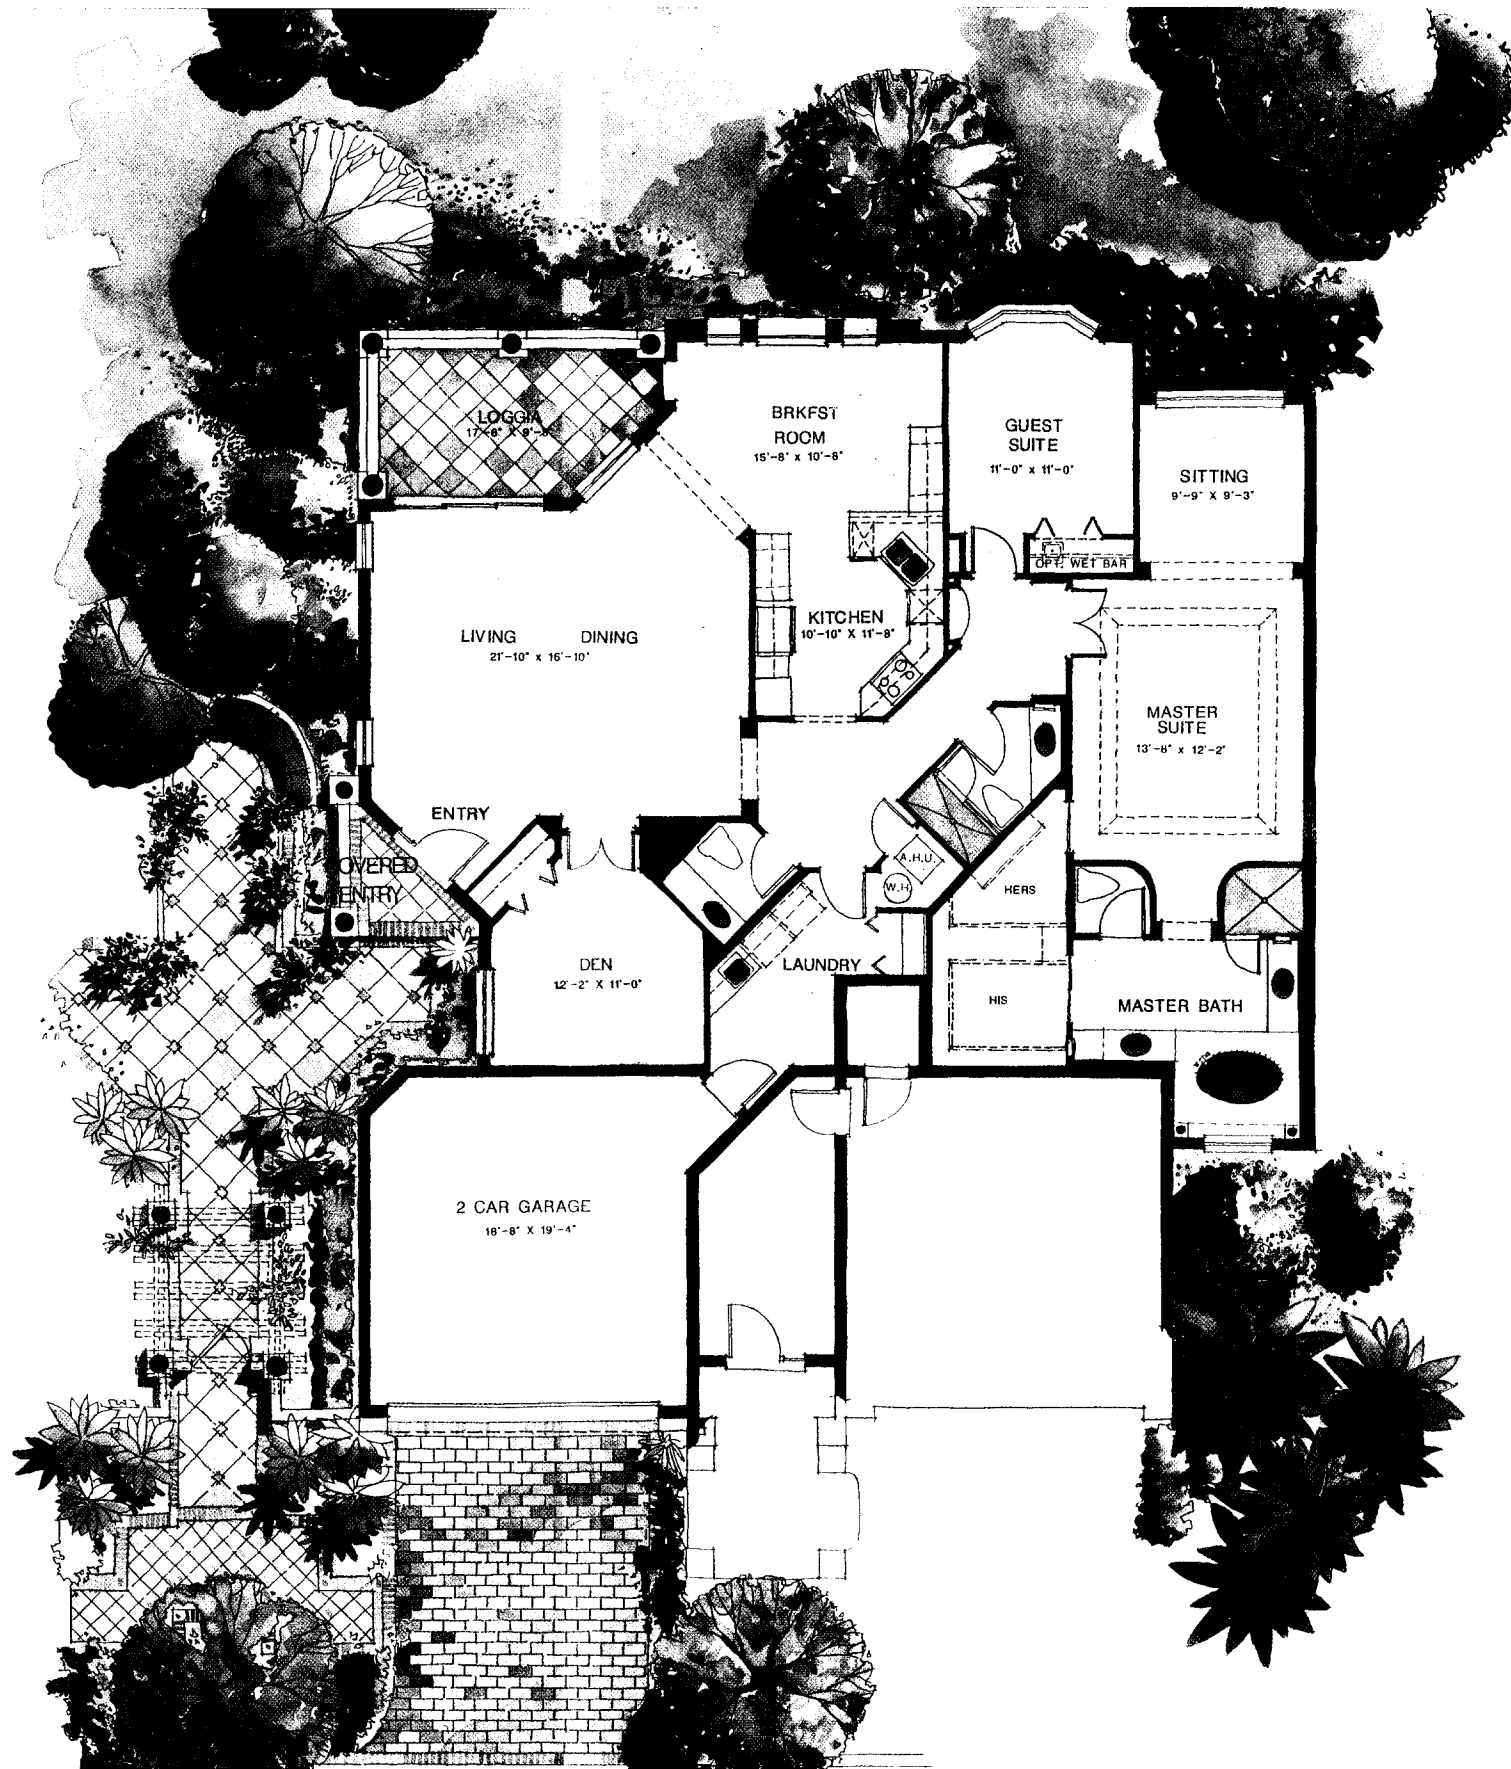 LOGGIA
BRKFST
ROOM
15'-8" x 10'-8"
GUEST
SUITE
11'-0" x 11'-0"
SITTING
9'-9" X 9'-3"
OPT. WET BAR
KITCHEN
10'-10" X 11'-8"
LIVING DINING
21'-10" x 16'-10"
MASTER
SUITE
13'-8" x 12'-2"
ENTRY
COVERED
ENTRY
A.H.U.
W.H
HERS
HIS
DEN
12'-2" X 11'-0"
LAUNDRY
MASTER BATH
2 CAR GARAGE
18'-8" X 19'-4"